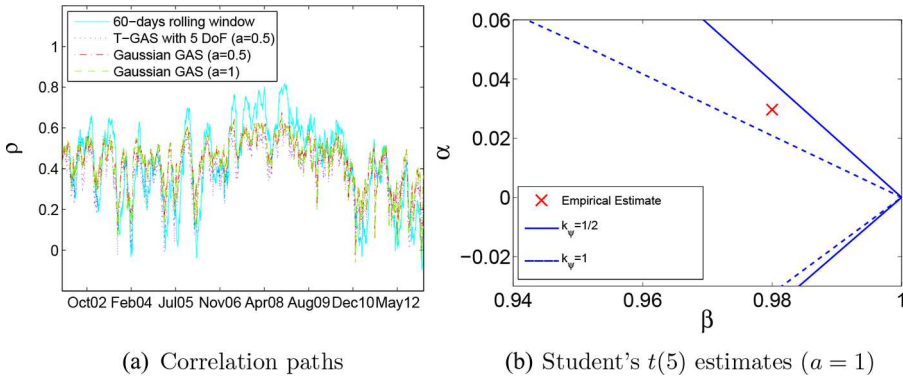 60-days rolling window
T-GAS with 5 DoF (a=0.5)
Gaussian GAS (a=0.5)
Gaussian GAS (a=1)
1
0.8
0.6
0.4
0.2
0
ρ
Oct02 Feb04 Jul05 Nov06 Apr08 Aug09 Dec10 May12
(a) Correlation paths
0.06
0.04
0.02
0
−0.02
α
Empirical Estimate
kψ=1/2
kψ=1
0.94 0.96 0.98 1
β
(b) Student's t(5) estimates (a = 1)